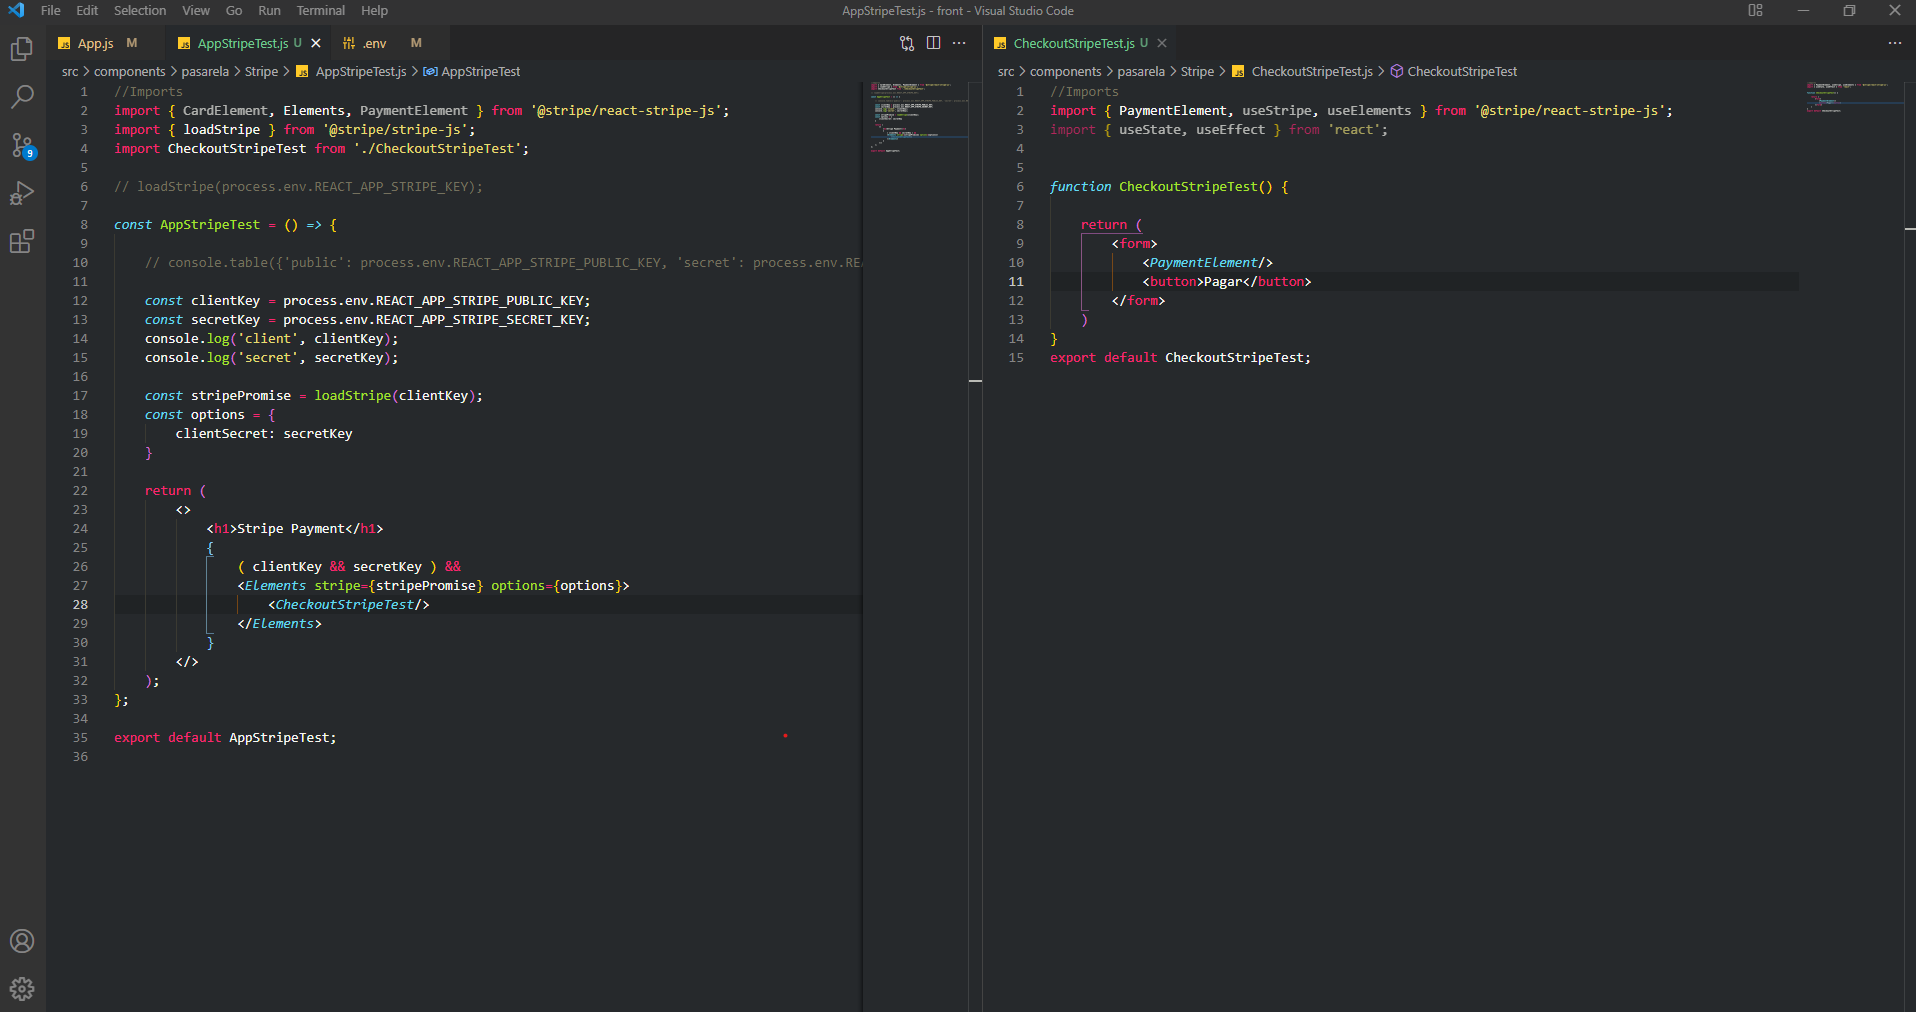 File Edit Selection View Go Run Terminal Help
AppStripeTest.js - front - Visual Studio Code
App.js M
AppStripeTest.js U
.env M
src > components > pasarela > Stripe > AppStripeTest.js > AppStripeTest
1 //Imports
2 import { CardElement, Elements, PaymentElement } from '@stripe/react-stripe-js';
3 import { loadStripe } from '@stripe/stripe-js';
4 import CheckoutStripeTest from './CheckoutStripeTest';
5
6 // loadStripe(process.env.REACT_APP_STRIPE_KEY);
7
8 const AppStripeTest = () => {
9
10 // console.table({'public': process.env.REACT_APP_STRIPE_PUBLIC_KEY, 'secret': process.env.REA
11
12 const clientKey = process.env.REACT_APP_STRIPE_PUBLIC_KEY;
13 const secretKey = process.env.REACT_APP_STRIPE_SECRET_KEY;
14 console.log('client', clientKey);
15 console.log('secret', secretKey);
16
17 const stripePromise = loadStripe(clientKey);
18 const options = {
19 clientSecret: secretKey
20 }
21
22 return (
23 <>
24 <h1>Stripe Payment</h1>
25 {
26 ( clientKey && secretKey ) &&
27 <Elements stripe={stripePromise} options={options}>
28 <CheckoutStripeTest/>
29 </Elements>
30 }
31 </>
32 );
33 };
34
35 export default AppStripeTest;
36
9
CheckoutStripeTest.js U
src > components > pasarela > Stripe > CheckoutStripeTest.js > CheckoutStripeTest
1 //Imports
2 import { PaymentElement, useStripe, useElements } from '@stripe/react-stripe-js';
3 import { useState, useEffect } from 'react';
4
5
6 function CheckoutStripeTest() {
7
8 return (
9 <form>
10 <PaymentElement/>
11 <button>Pagar</button>
12 </form>
13 )
14 }
15 export default CheckoutStripeTest;